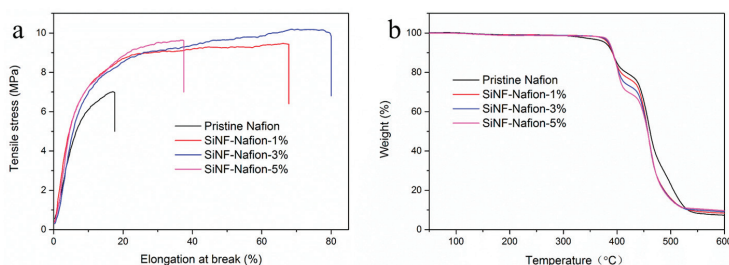 a
Tensile stress (MPa)
10
8
6
4
2
0
Pristine Nafion
SiNF-Nafion-1%
SiNF-Nafion-3%
SiNF-Nafion-5%
0 20 40 60 80
Elongation at break (%)
b
Weight (%)
100
80
60
40
20
0
Pristine Nafion
SiNF-Nafion-1%
SiNF-Nafion-3%
SiNF-Nafion-5%
100 200 300 400 500 600
Temperature (°C)